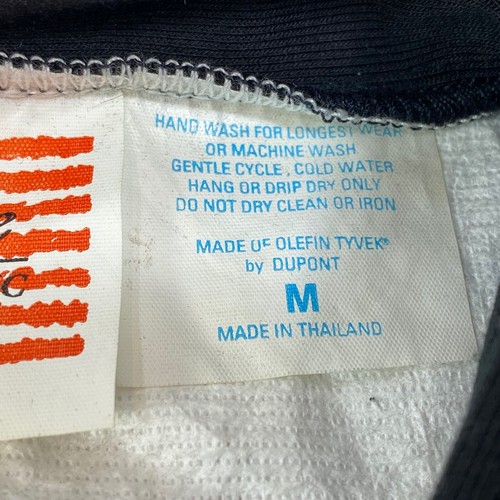 HAND WASH FOR LONGEST WEAR
OR MACHINE WASH
GENTLE CYCLE, COLD WATER
HANG OR DRIP DRY ONLY
DO NOT DRY CLEAN OR IRON
MADE OF OLEFIN TYVEK®
by DUPONT
M
MADE IN THAILAND